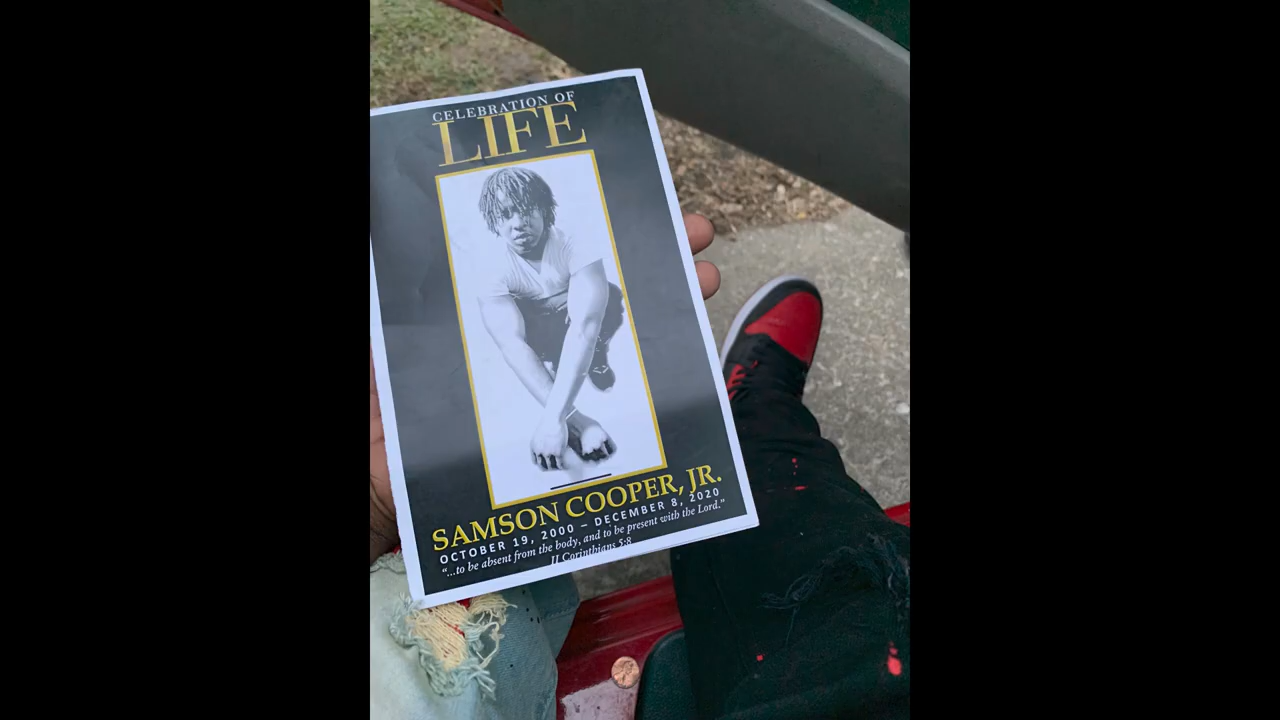 CELEBRATION OF
LIFE
SAMSON COOPER, JR.
OCTOBER 19, 2000 – DECEMBER 8, 2020
“...to be absent from the body, and to be present with the Lord.”
II Corinthians 5:8